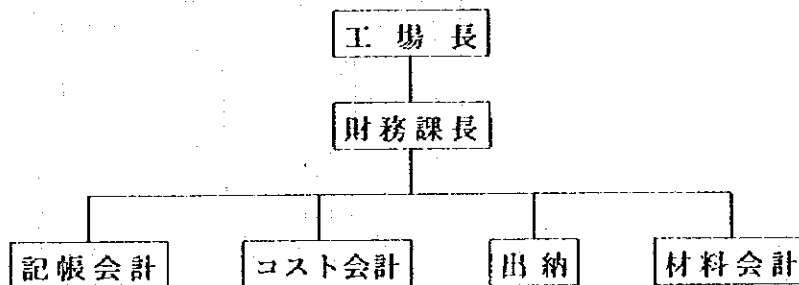 工場長
財務課長
記帳会計
コスト会計
出納
材料会計